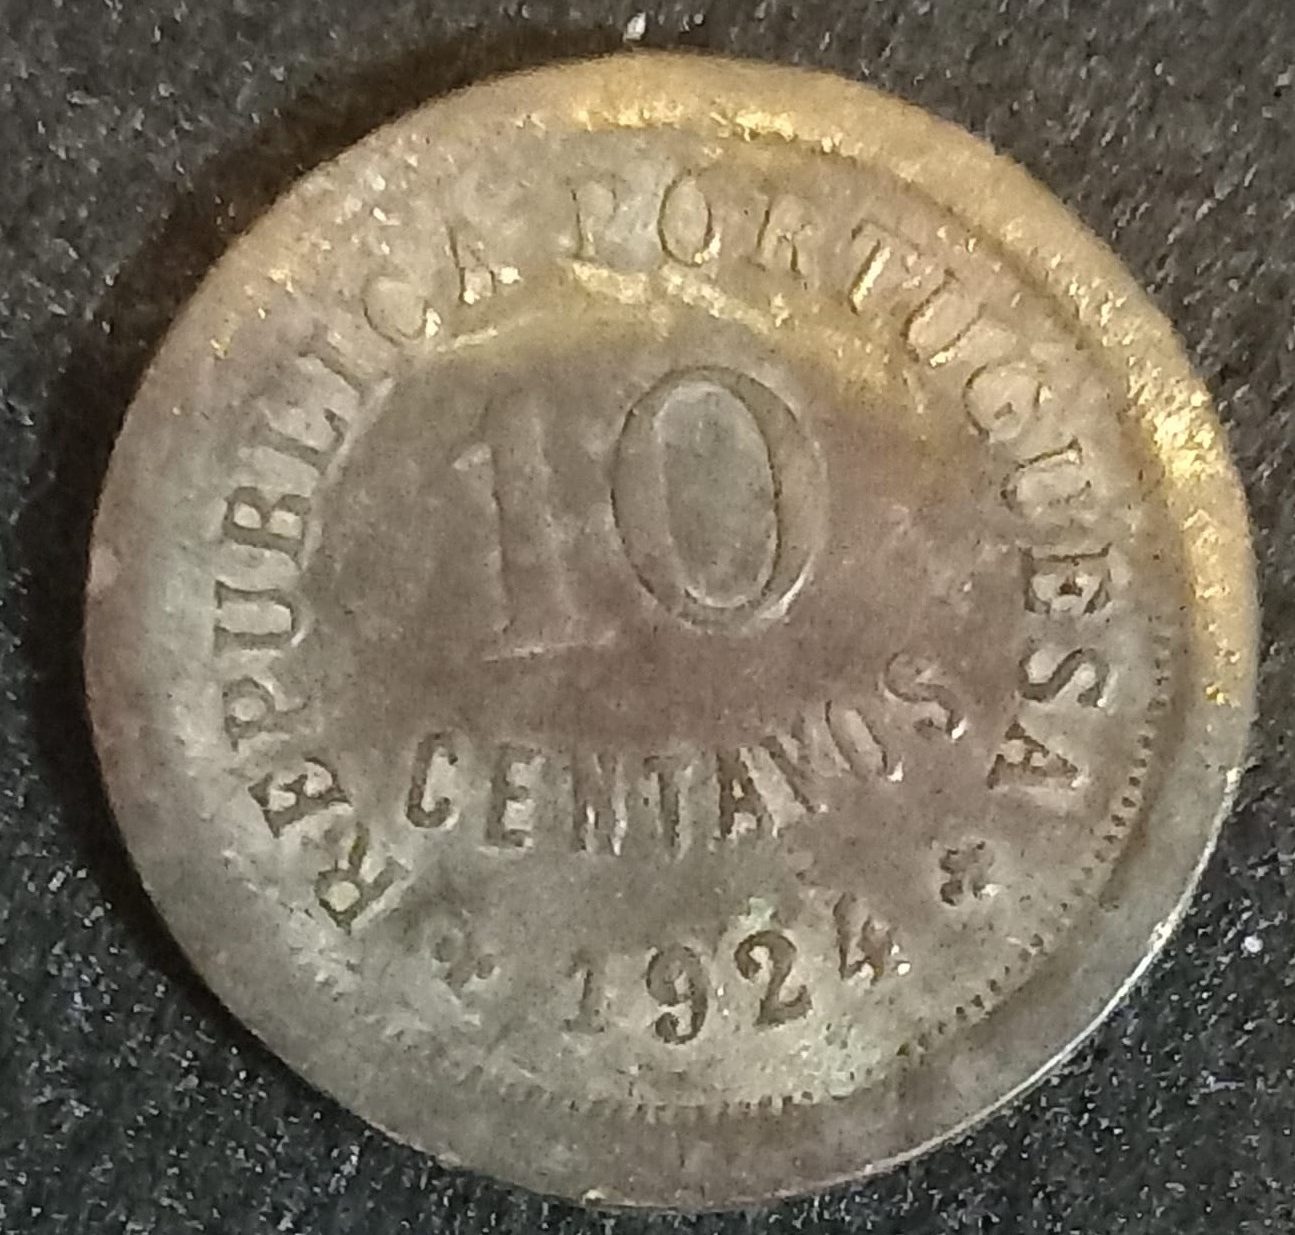 REPUBLICA PORTUGUESA
10
CENTAVOS
* 1924 *